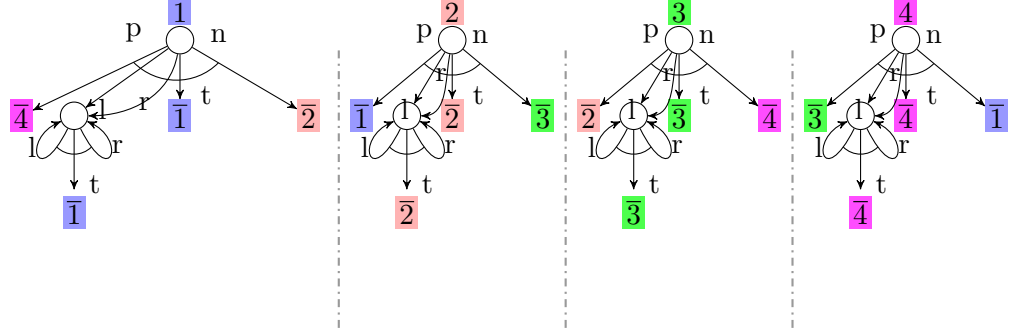 1 2 3 4
p n p n p n p n
r r r
4̅ l r t 1̅ 2̅ 1̅ l t 2̅ 3̅ 2̅ l t 3̅ 4̅ 3̅ l t 4̅ 1̅
l r l r l r l r
t t t t
1̅ 2̅ 3̅ 4̅